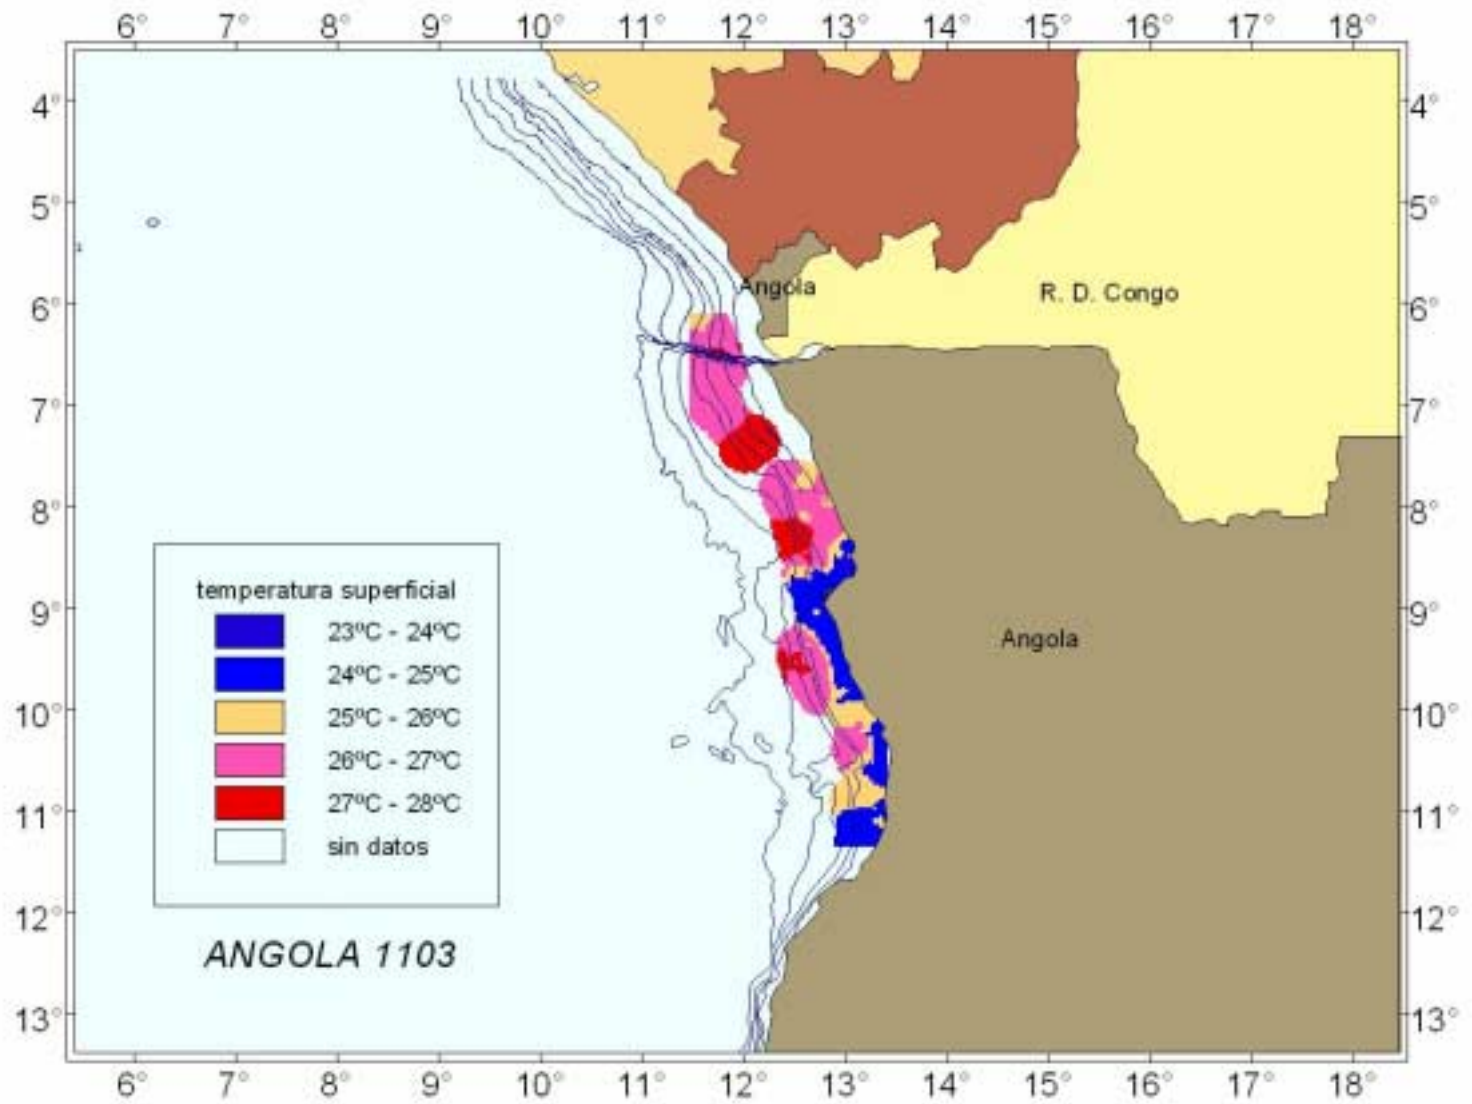 6° 7° 8° 9° 10° 11° 12° 13° 14° 15° 16° 17° 18°
4° 4°
5° 5°
Angola
R. D. Congo
6° 6°
7° 7°
8° 8°
temperatura superficial
9° 9°
23ºC - 24ºC
Angola
24ºC - 25ºC
10° 10°
25ºC - 26ºC
26ºC - 27ºC
27ºC - 28ºC
11° 11°
sin datos
12° 12°
ANGOLA 1103
13° 13°
6° 7° 8° 9° 10° 11° 12° 13° 14° 15° 16° 17° 18°